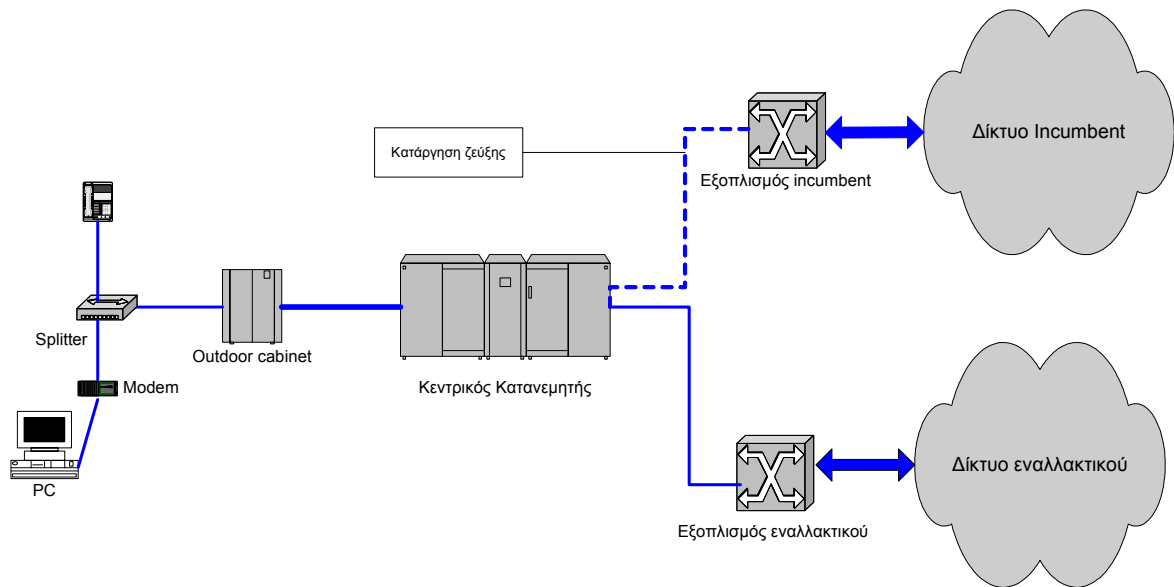 Δίκτυο Incumbent
Κατάργηση ζεύξης
Εξοπλισμός incumbent
Splitter
Outdoor cabinet
Modem
Κεντρικός Κατανεμητής
PC
Δίκτυο εναλλακτικού
Εξοπλισμός εναλλακτικού